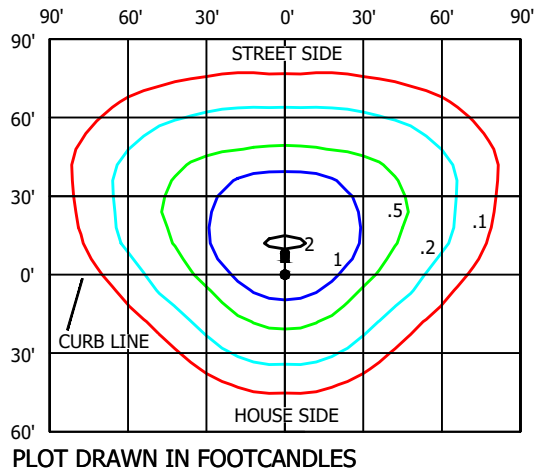 90' 60' 30' 0' 30' 60' 90'
90'
STREET SIDE
60'
30'
.5 .1
2 .2
1
0'
CURB LINE
30'
HOUSE SIDE
60'
PLOT DRAWN IN FOOTCANDLES